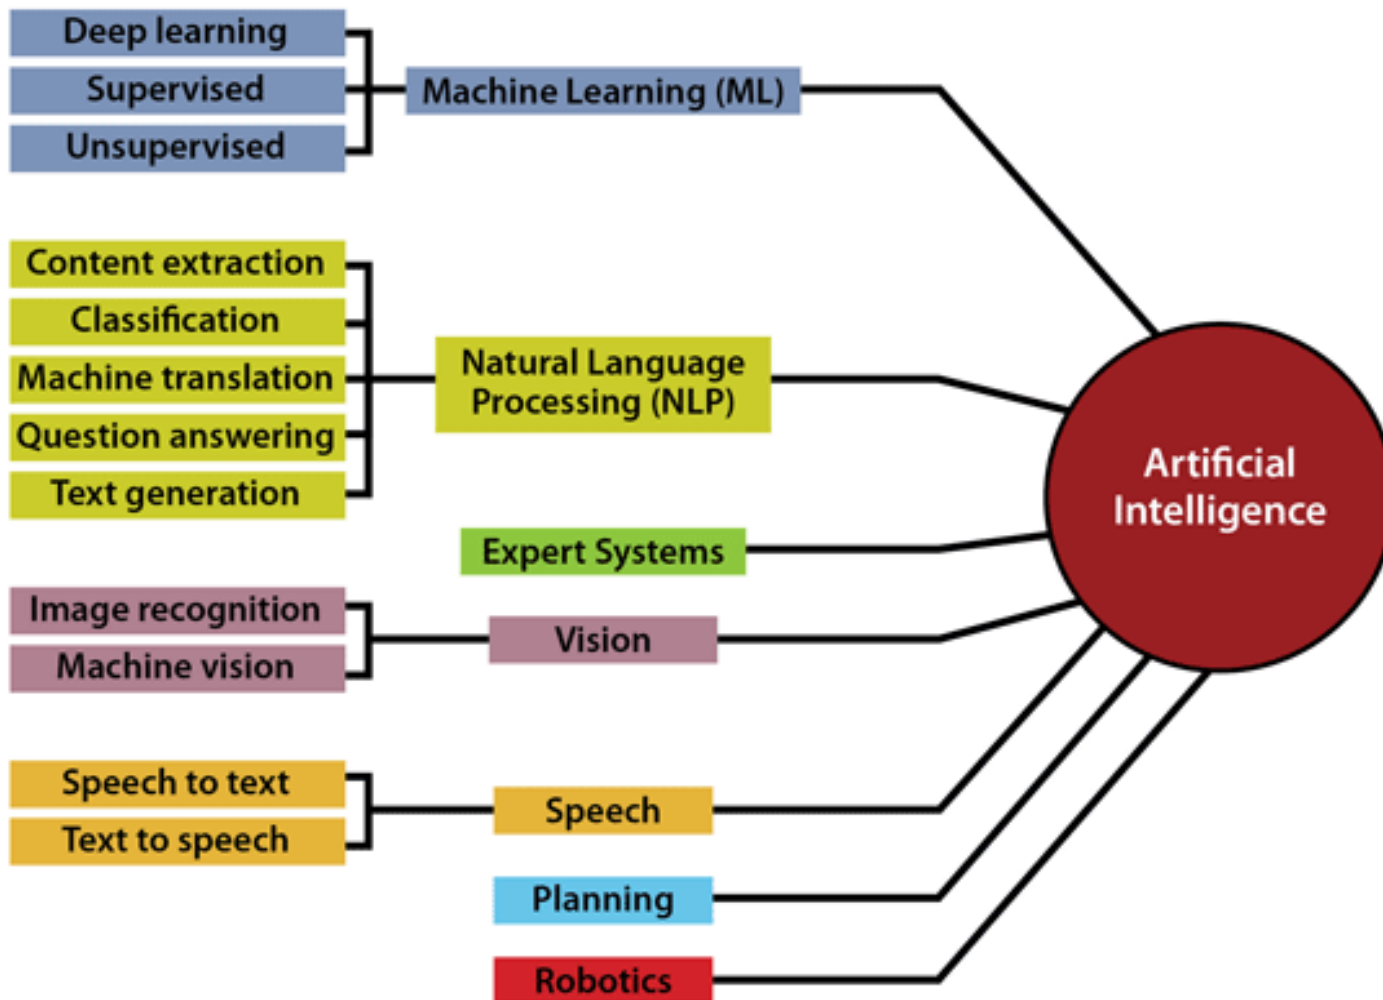 Deep learning
Supervised
Unsupervised
Machine Learning (ML)
Content extraction
Classification
Machine translation
Question answering
Text generation
Natural Language
Processing (NLP)
Expert Systems
Image recognition
Machine vision
Vision
Speech to text
Text to speech
Speech
Planning
Robotics
Artificial
Intelligence